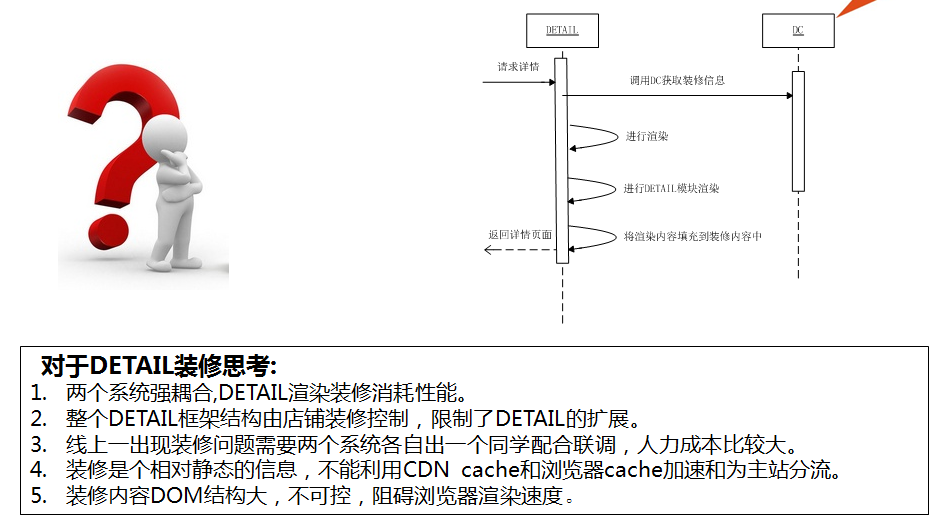 DETAIL
DC
请求详情
调用DC获取装修信息
进行渲染
进行DETAIL模块渲染
返回详情页面
将渲染内容填充到装修内容中
对于DETAIL装修思考:
1. 两个系统强耦合,DETAIL渲染装修消耗性能。
2. 整个DETAIL框架结构由店铺装修控制，限制了DETAIL的扩展。
3. 线上一出现装修问题需要两个系统各自出一个同学配合联调，人力成本比较大。
4. 装修是个相对静态的信息，不能利用CDN cache和浏览器cache加速和为主站分流。
5. 装修内容DOM结构大，不可控，阻碍浏览器渲染速度。